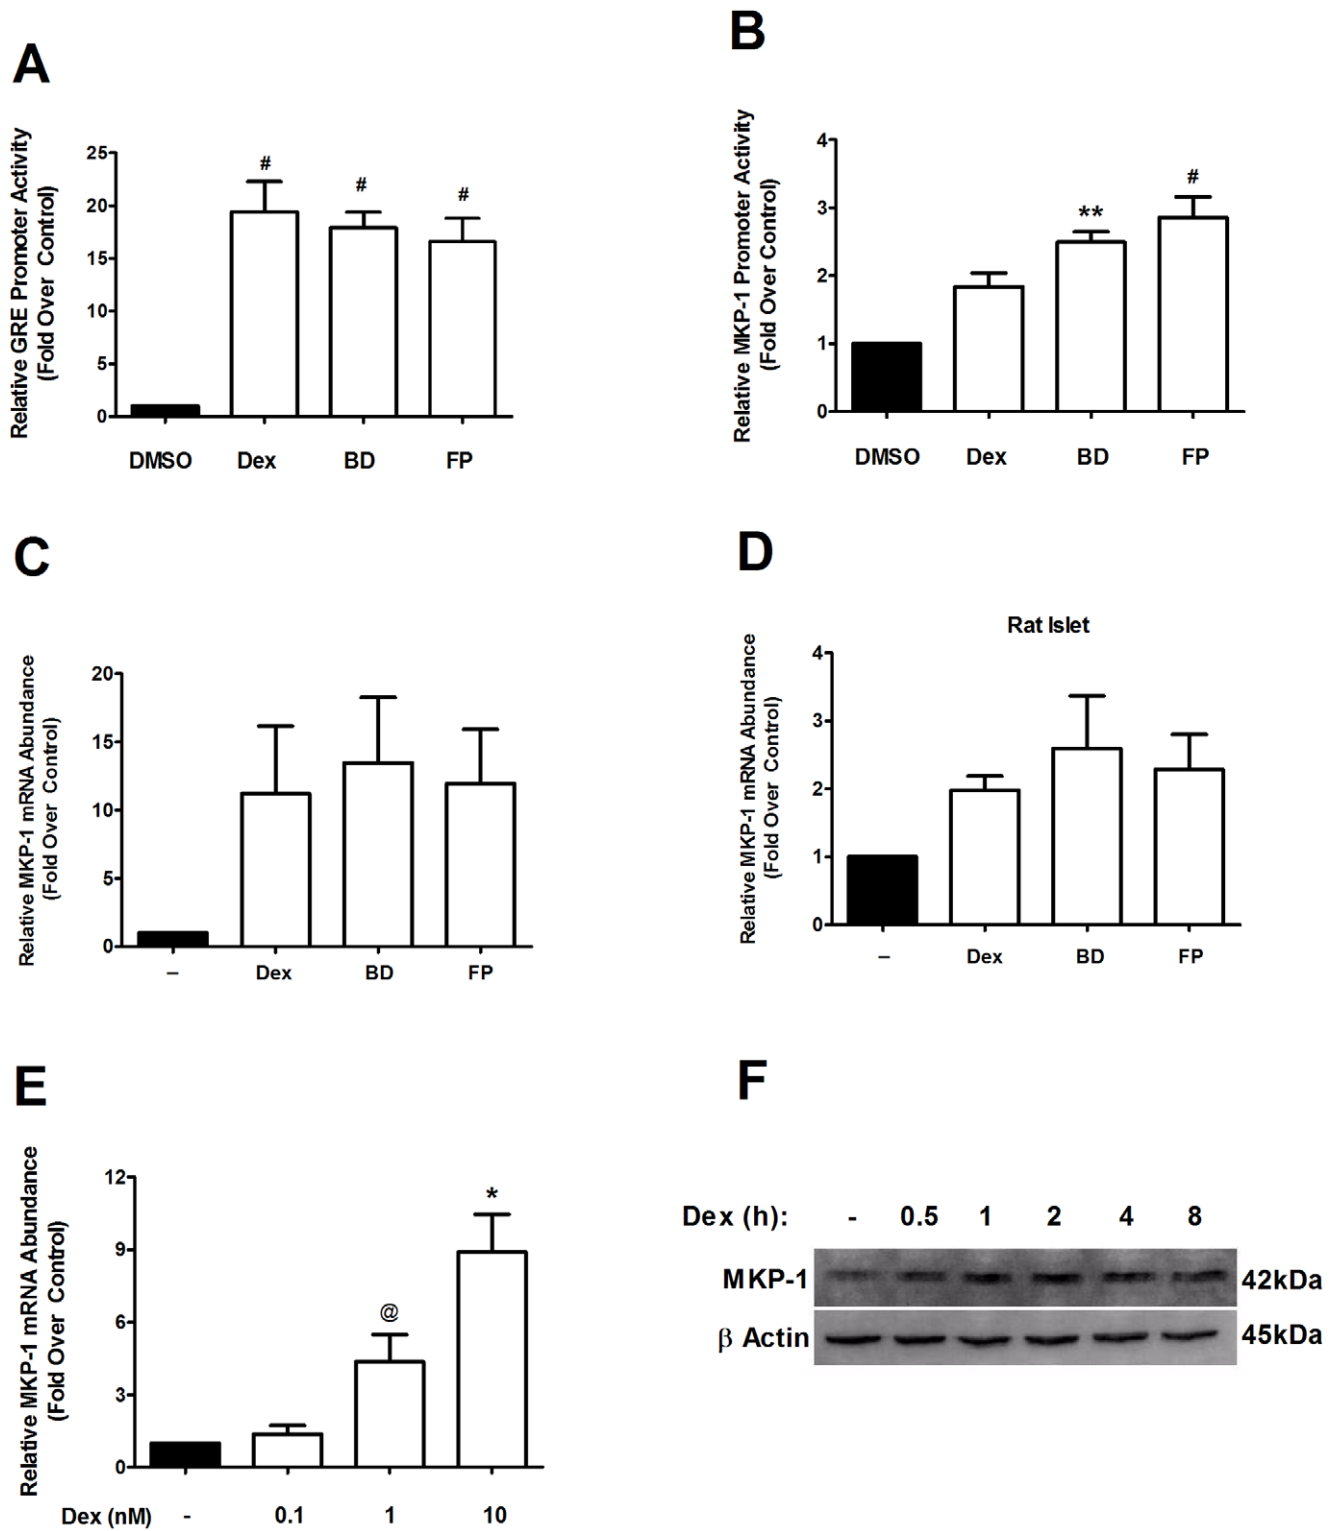 A
Relative GRE Promoter Activity
(Fold Over Control)
25
20
15
10
5
0
#
#
#
DMSO Dex BD FP
B
Relative MKP-1 Promoter Activity
(Fold Over Control)
4
3
2
1
0
**
#
DMSO Dex BD FP
C
Relative MKP-1 mRNA Abundance
(Fold Over Control)
20
15
10
5
0
– Dex BD FP
D
Rat Islet
Relative MKP-1 mRNA Abundance
(Fold Over Control)
4
3
2
1
0
– Dex BD FP
E
Relative MKP-1 mRNA Abundance
(Fold Over Control)
12
9
6
3
0
@
*
Dex (nM) - 0.1 1 10
F
Dex (h): - 0.5 1 2 4 8
MKP-1 42kDa
β Actin 45kDa